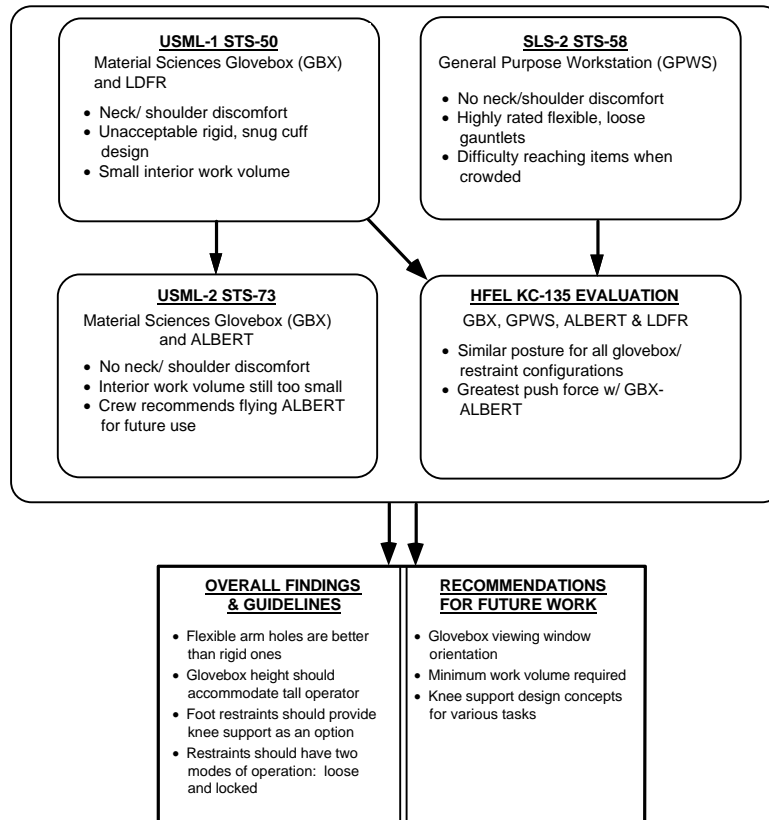 USML-1 STS-50
Material Sciences Glovebox (GBX)
and LDFR
• Neck/ shoulder discomfort
• Unacceptable rigid, snug cuff
design
• Small interior work volume
SLS-2 STS-58
General Purpose Workstation (GPWS)
• No neck/shoulder discomfort
• Highly rated flexible, loose
gauntlets
• Difficulty reaching items when
crowded
USML-2 STS-73
Material Sciences Glovebox (GBX)
and ALBERT
• No neck/ shoulder discomfort
• Interior work volume still too small
• Crew recommends flying ALBERT
for future use
HFEL KC-135 EVALUATION
GBX, GPWS, ALBERT & LDFR
• Similar posture for all glovebox/
restraint configurations
• Greatest push force w/ GBX-
ALBERT
OVERALL FINDINGS
& GUIDELINES
• Flexible arm holes are better
than rigid ones
• Glovebox height should
accommodate tall operator
• Foot restraints should provide
knee support as an option
• Restraints should have two
modes of operation: loose
and locked
RECOMMENDATIONS
FOR FUTURE WORK
• Glovebox viewing window
orientation
• Minimum work volume required
• Knee support design concepts
for various tasks